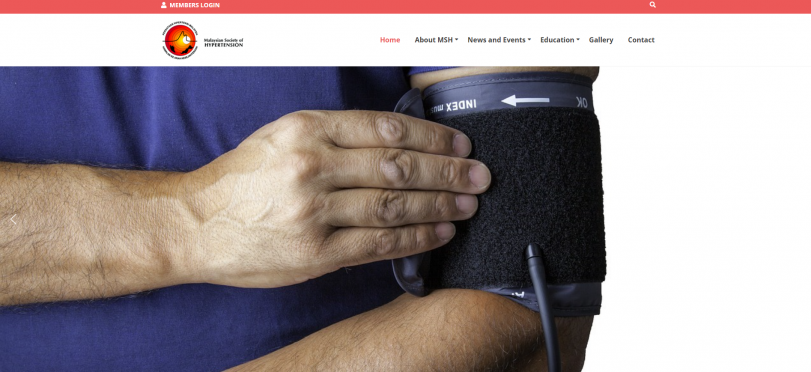 MEMBERS LOGIN
Malaysian Society of
HYPERTENSION
Home
About MSH
News and Events
Education
Gallery
Contact
INDEX
OK